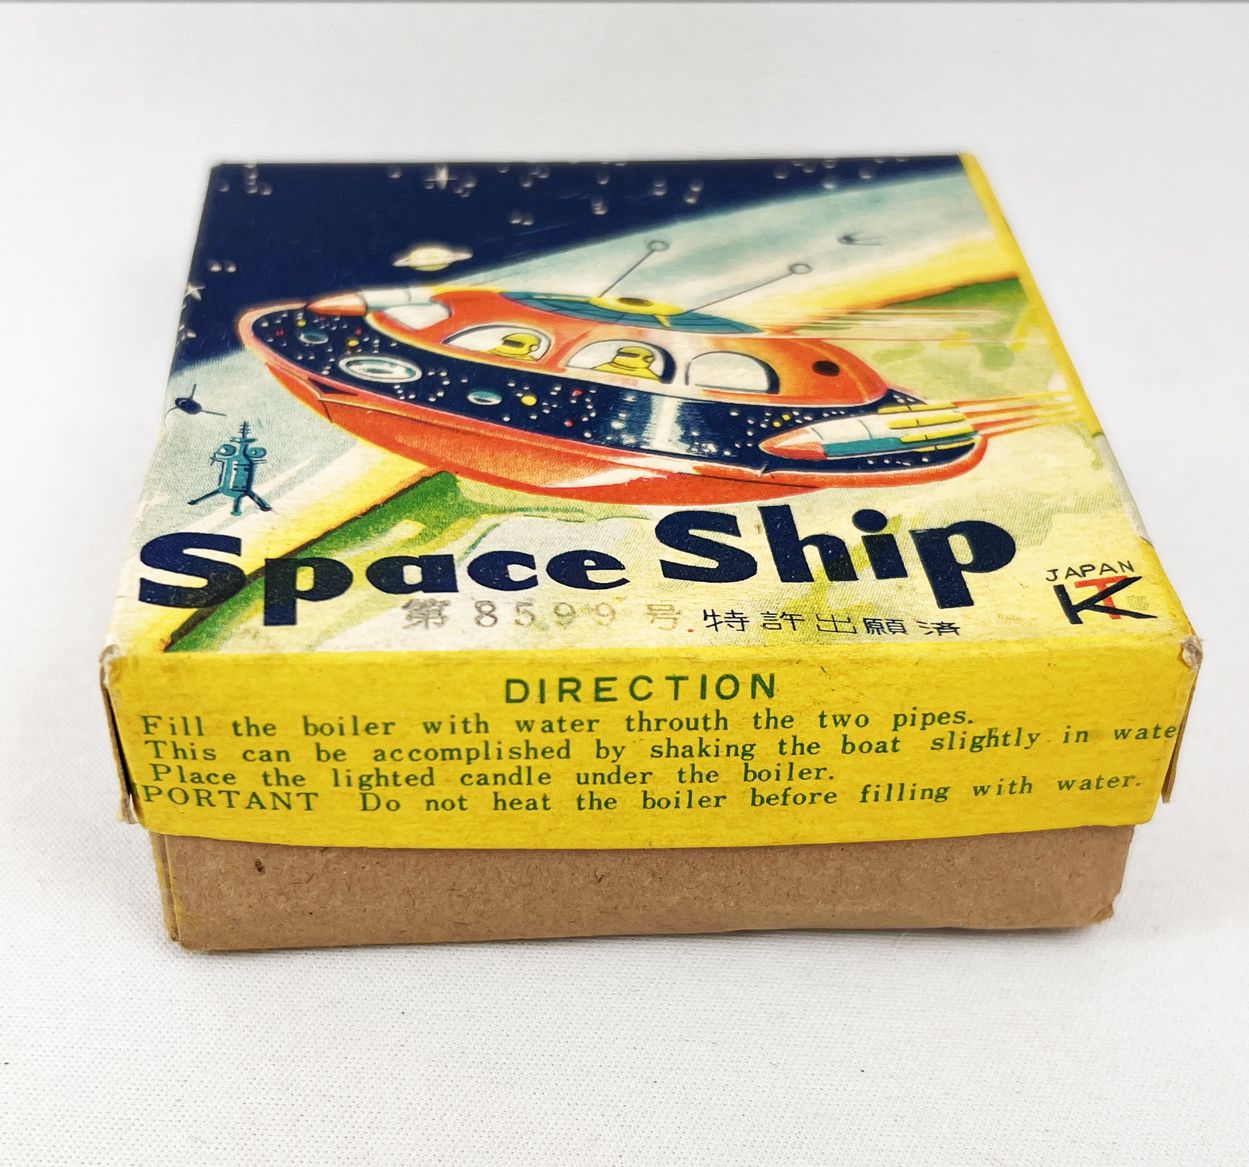 Space Ship
第8599号.特許出願済
JAPAN
KT
DIRECTION
Fill the boiler with water throuth the two pipes.
This can be accomplished by shaking the boat slightly in wate
Place the lighted candle under the boiler.
PORTANT Do not heat the boiler before filling with water.